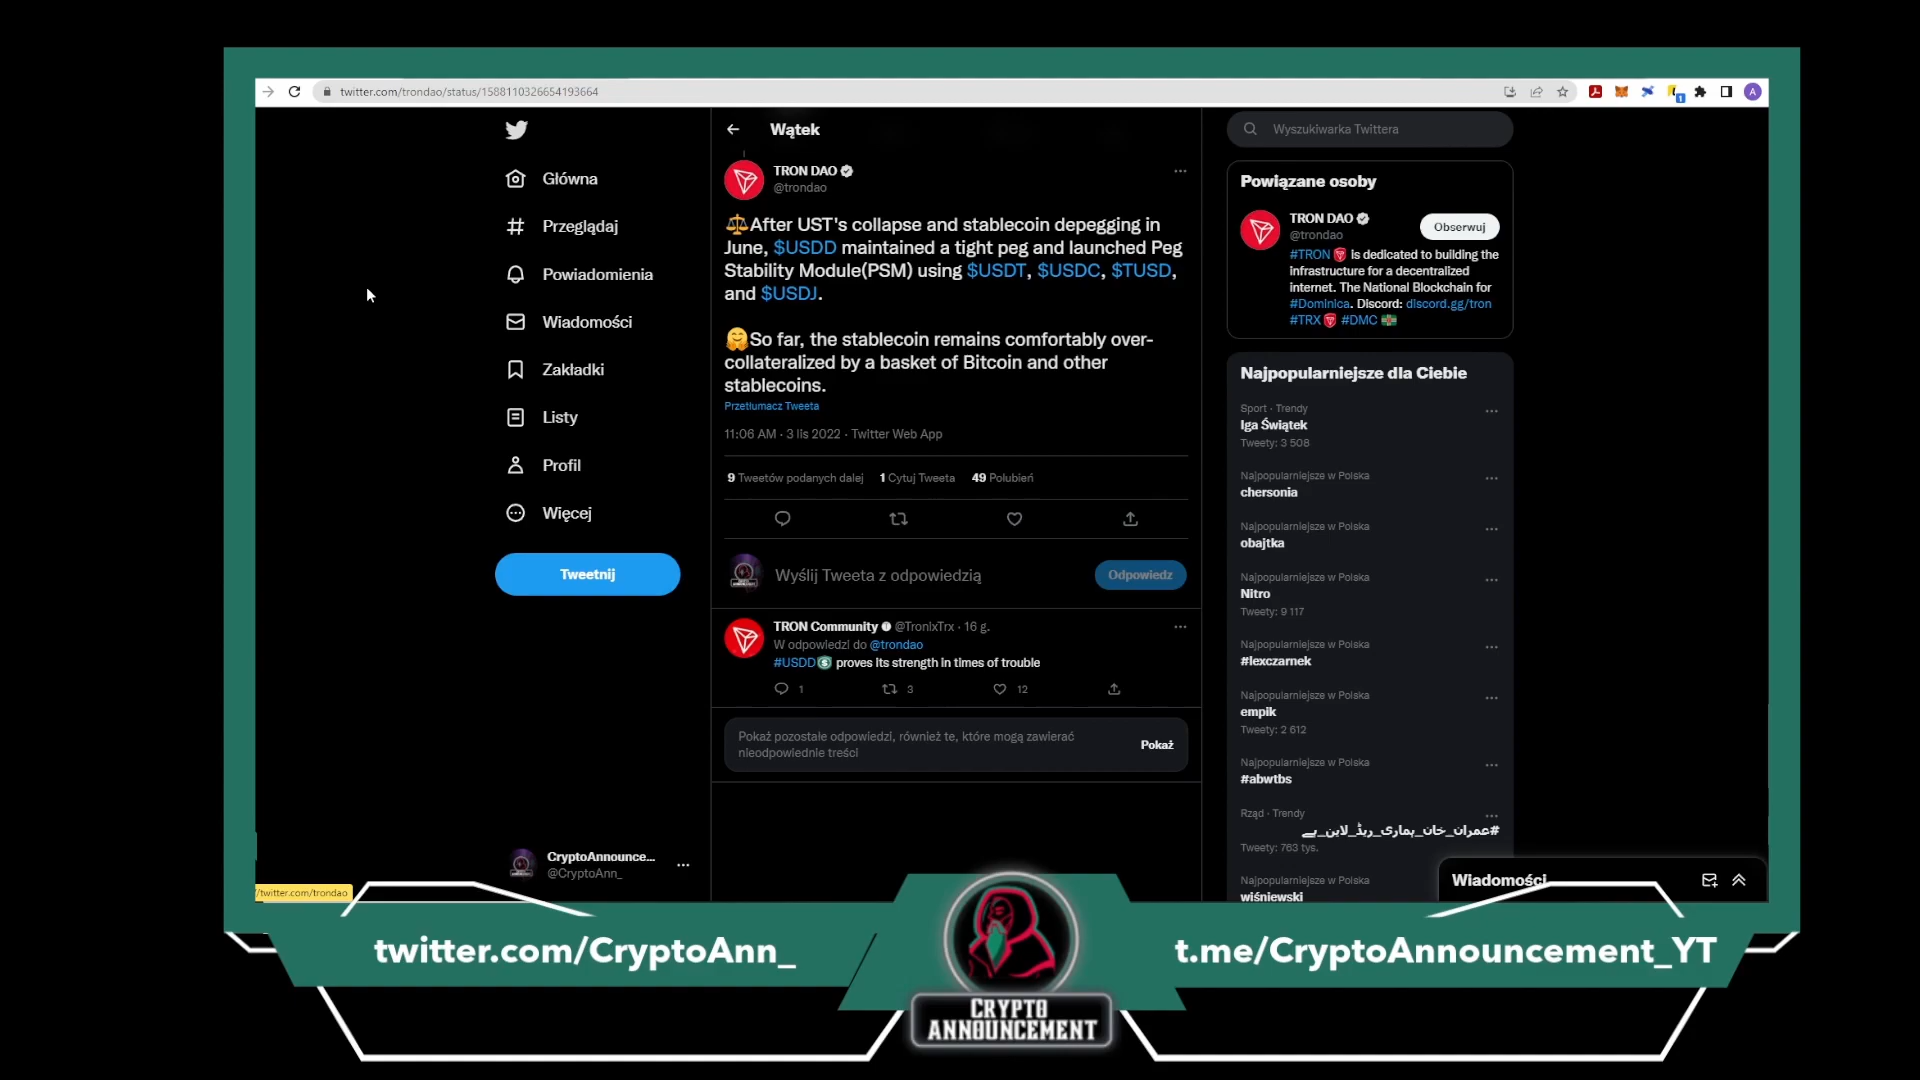 twitter.com/trondao/status/1588110326654193664
A
Główna
Przeglądaj
Powiadomienia
Wiadomości
Zakładki
Listy
Profil
Więcej
Tweetnij
CryptoAnnounce...
@CryptoAnn_
/twitter.com/trondao
Wątek
TRON DAO
@trondao
After UST's collapse and stablecoin depegging in
June, $USDD maintained a tight peg and launched Peg
Stability Module(PSM) using $USDT, $USDC, $TUSD,
and $USDJ.
So far, the stablecoin remains comfortably over-
collateralized by a basket of Bitcoin and other
stablecoins.
Przetłumacz Tweeta
11:06 AM · 3 lis 2022 · Twitter Web App
9 Tweetów podanych dalej 1 Cytuj Tweeta 49 Polubień
Wyślij Tweeta z odpowiedzią
Odpowiedz
TRON Community @TronixTrx · 16 g.
W odpowiedzi do @trondao
#USDD proves its strength in times of trouble
1 3 12
Pokaż pozostałe odpowiedzi, również te, które mogą zawierać
nieodpowiednie treści
Pokaż
Wyszukiwarka Twittera
Powiązane osoby
TRON DAO
@trondao
Obserwuj
#TRON is dedicated to building the
infrastructure for a decentralized
internet. The National Blockchain for
#Dominica. Discord: discord.gg/tron
#TRX #DMC
Najpopularniejsze dla Ciebie
Sport · Trendy
Iga Świątek
Tweety: 3 508
Najpopularniejsze w Polska
chersonia
Najpopularniejsze w Polska
obajtka
Najpopularniejsze w Polska
Nitro
Tweety: 9 117
Najpopularniejsze w Polska
#lexczarnek
Najpopularniejsze w Polska
empik
Tweety: 2 612
Najpopularniejsze w Polska
#abwtbs
Rząd · Trendy
#عمران_خان_ہماری_ریڈ_لاین_ہے
Tweety: 763 tys.
Najpopularniejsze w Polska
wiśniewski
Wiadomości
twitter.com/CryptoAnn_
t.me/CryptoAnnouncement_YT
CRYPTO
ANNOUNCEMENT